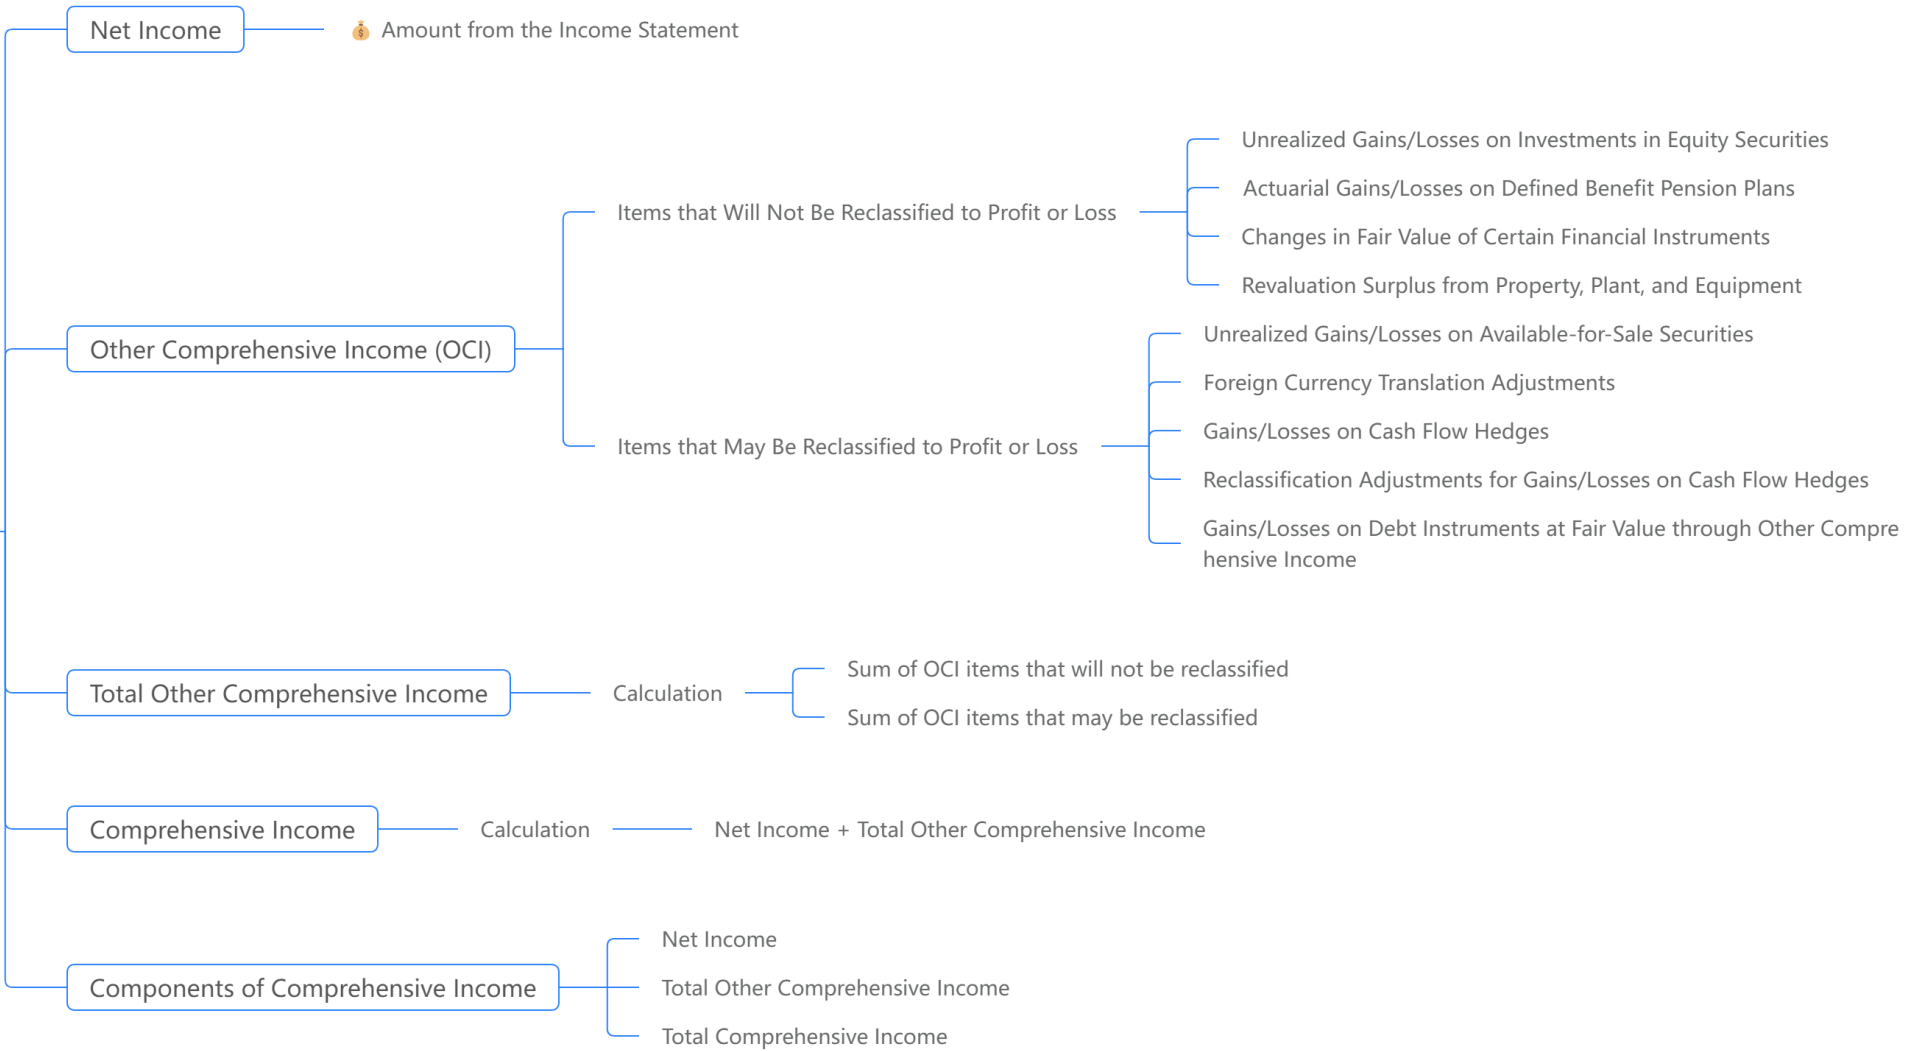 Net Income
💰 Amount from the Income Statement
Other Comprehensive Income (OCI)
Items that Will Not Be Reclassified to Profit or Loss
Unrealized Gains/Losses on Investments in Equity Securities
Actuarial Gains/Losses on Defined Benefit Pension Plans
Changes in Fair Value of Certain Financial Instruments
Revaluation Surplus from Property, Plant, and Equipment
Items that May Be Reclassified to Profit or Loss
Unrealized Gains/Losses on Available-for-Sale Securities
Foreign Currency Translation Adjustments
Gains/Losses on Cash Flow Hedges
Reclassification Adjustments for Gains/Losses on Cash Flow Hedges
Gains/Losses on Debt Instruments at Fair Value through Other Compre
hensive Income
Total Other Comprehensive Income
Calculation
Sum of OCI items that will not be reclassified
Sum of OCI items that may be reclassified
Comprehensive Income
Calculation
Net Income + Total Other Comprehensive Income
Components of Comprehensive Income
Net Income
Total Other Comprehensive Income
Total Comprehensive Income